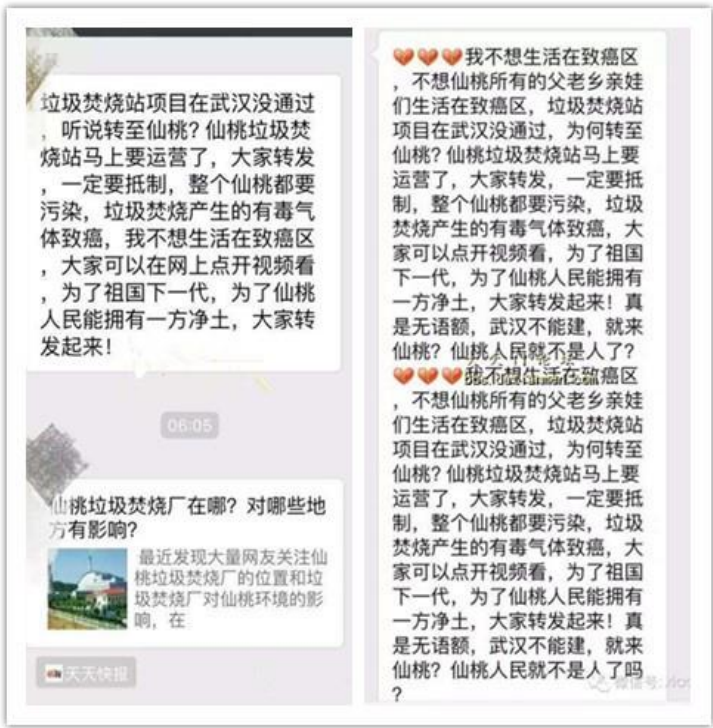 垃圾焚烧站项目在武汉没通过
，听说转至仙桃?仙桃垃圾焚
烧站马上要运营了，大家转发
，一定要抵制，整个仙桃都要
污染，垃圾焚烧产生的有毒气
体致癌，我不想生活在致癌区
，大家可以在网上点开视频看
，为了祖国下一代，为了仙桃
人民能拥有一方净土，大家转
发起来！
06:05
仙桃垃圾焚烧厂在哪？对哪些地
方有影响?
最近发现大量网友关注仙
桃垃圾焚烧厂的位置和垃
圾焚烧厂对仙桃环境的影
响，在
天天快报
💔💔💔我不想生活在致癌区
，不想仙桃所有的父老乡亲娃
们生活在致癌区，垃圾焚烧站
项目在武汉没通过，为何转至
仙桃?仙桃垃圾焚烧站马上要
运营了，大家转发，一定要抵
制，整个仙桃都要污染，垃圾
焚烧产生的有毒气体致癌，大
家可以点开视频看，为了祖国
下一代，为了仙桃人民能拥有
一方净土，大家转发起来！真
是无语额，武汉不能建，就来
仙桃？仙桃人民就不是人了？
💔💔💔我不想生活在致癌区
，不想仙桃所有的父老乡亲娃
们生活在致癌区，垃圾焚烧站
项目在武汉没通过，为何转至
仙桃?仙桃垃圾焚烧站马上要
运营了，大家转发，一定要抵
制，整个仙桃都要污染，垃圾
焚烧产生的有毒气体致癌，大
家可以点开视频看，为了祖国
下一代，为了仙桃人民能拥有
一方净土，大家转发起来！真
是无语额，武汉不能建，就来
仙桃？仙桃人民就不是人了吗
？
微信号: